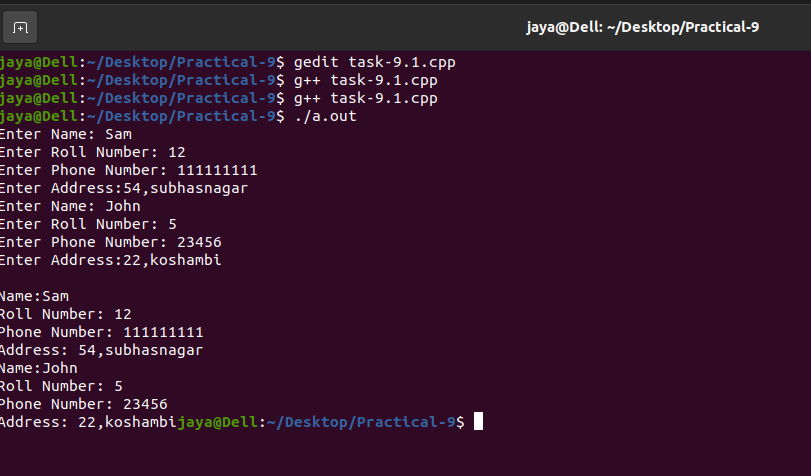 jaya@Dell: ~/Desktop/Practical-9
jaya@Dell:~/Desktop/Practical-9$ gedit task-9.1.cpp
jaya@Dell:~/Desktop/Practical-9$ g++ task-9.1.cpp
jaya@Dell:~/Desktop/Practical-9$ g++ task-9.1.cpp
jaya@Dell:~/Desktop/Practical-9$ ./a.out
Enter Name: Sam
Enter Roll Number: 12
Enter Phone Number: 111111111
Enter Address:54,subhasnagar
Enter Name: John
Enter Roll Number: 5
Enter Phone Number: 23456
Enter Address:22,koshambi
Name:Sam
Roll Number: 12
Phone Number: 111111111
Address: 54,subhasnagar
Name:John
Roll Number: 5
Phone Number: 23456
Address: 22,koshambijaya@Dell:~/Desktop/Practical-9$